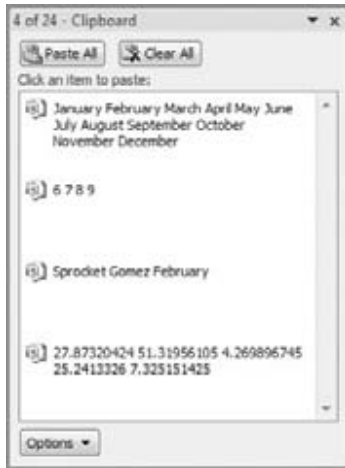 4 of 24 - Clipboard
Paste All Clear All
Click an item to paste:
January February March April May June
July August September October
November December
6 7 8 9
Sprocket Gomez February
27.87320424 51.31956105 4.269896745
25.2413326 7.325151425
Options